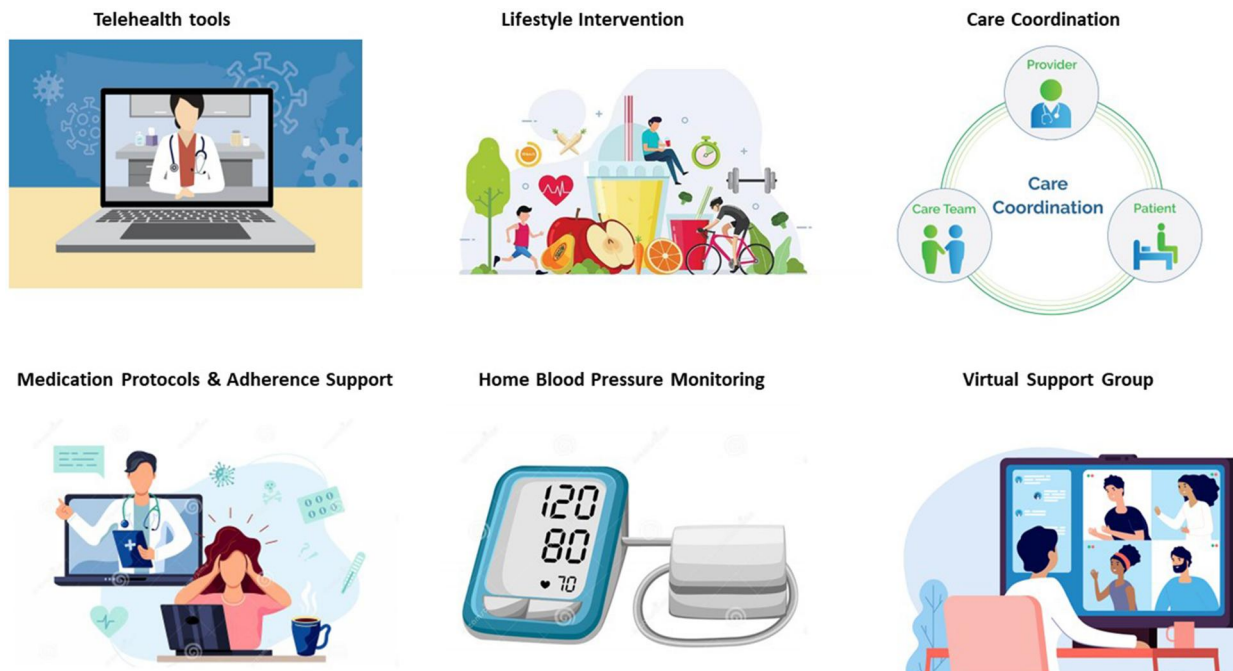 Telehealth tools
Lifestyle Intervention
Care Coordination
Provider
Care
Coordination
Care Team
Patient
Medication Protocols & Adherence Support
Home Blood Pressure Monitoring
Virtual Support Group
120
80
70